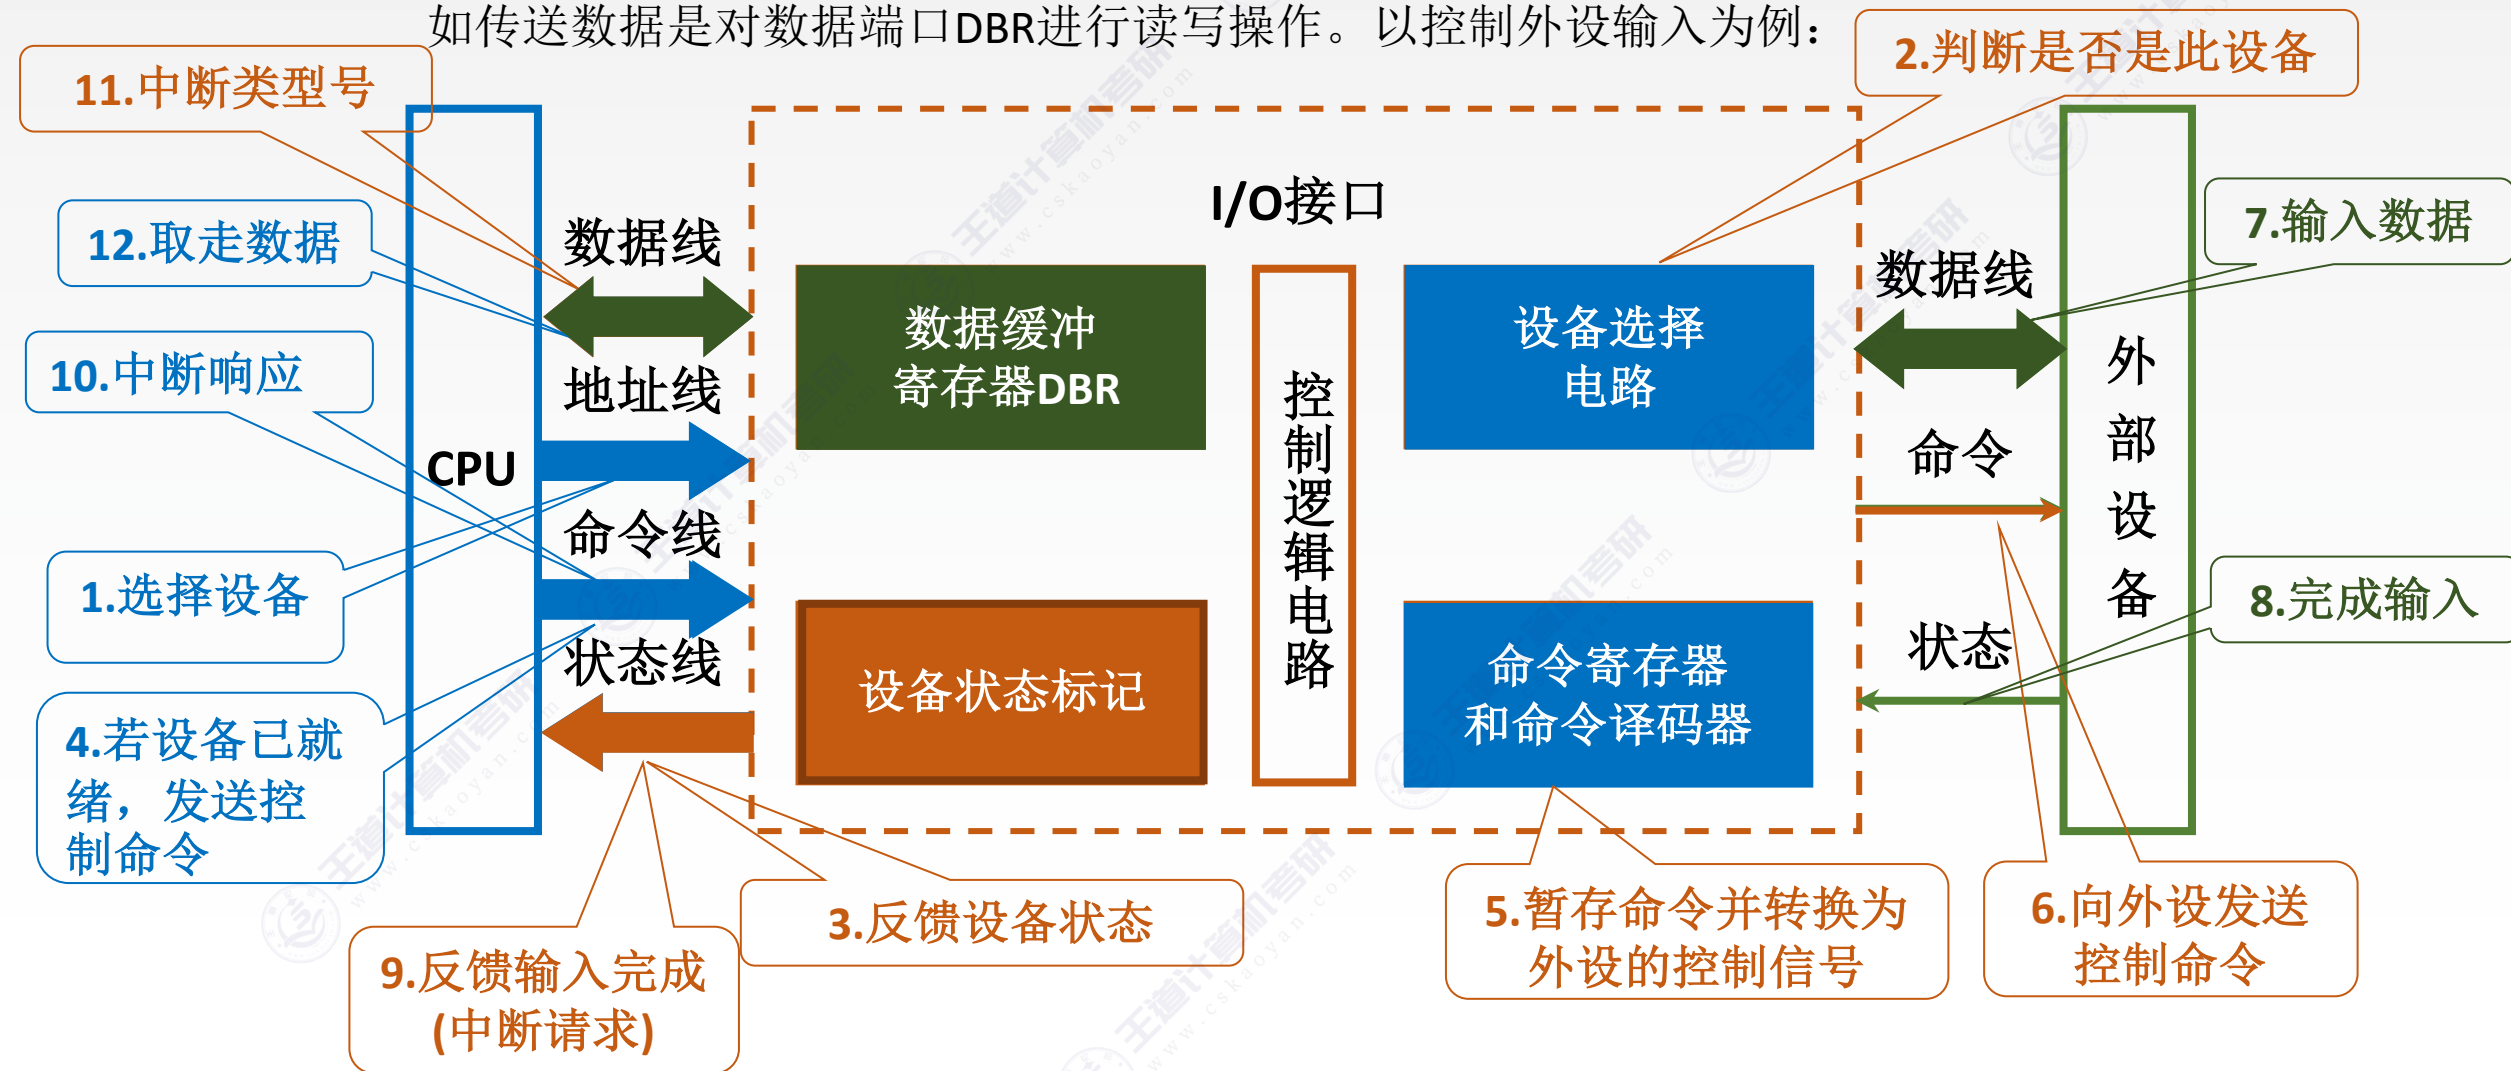 如传送数据是对数据端口DBR进行读写操作。以控制外设输入为例：
2.判断是否是此设备
11.中断类型号
I/O接口
7.输入数据
12.取走数据
数据线
数据线
数据缓冲
寄存器DBR
设备选择
电路
外
部
设
备
10.中断响应
地址线
控
制
逻
辑
电
路
命令
CPU
命令线
1.选择设备
8.完成输入
状态线
状态
设备状态标记
命令寄存器
和命令译码器
4.若设备已就
绪，发送控
制命令
3.反馈设备状态
5.暂存命令并转换为
外设的控制信号
6.向外设发送
控制命令
9.反馈输入完成
(中断请求)
王道计算机考研
www.cskaoyan.com